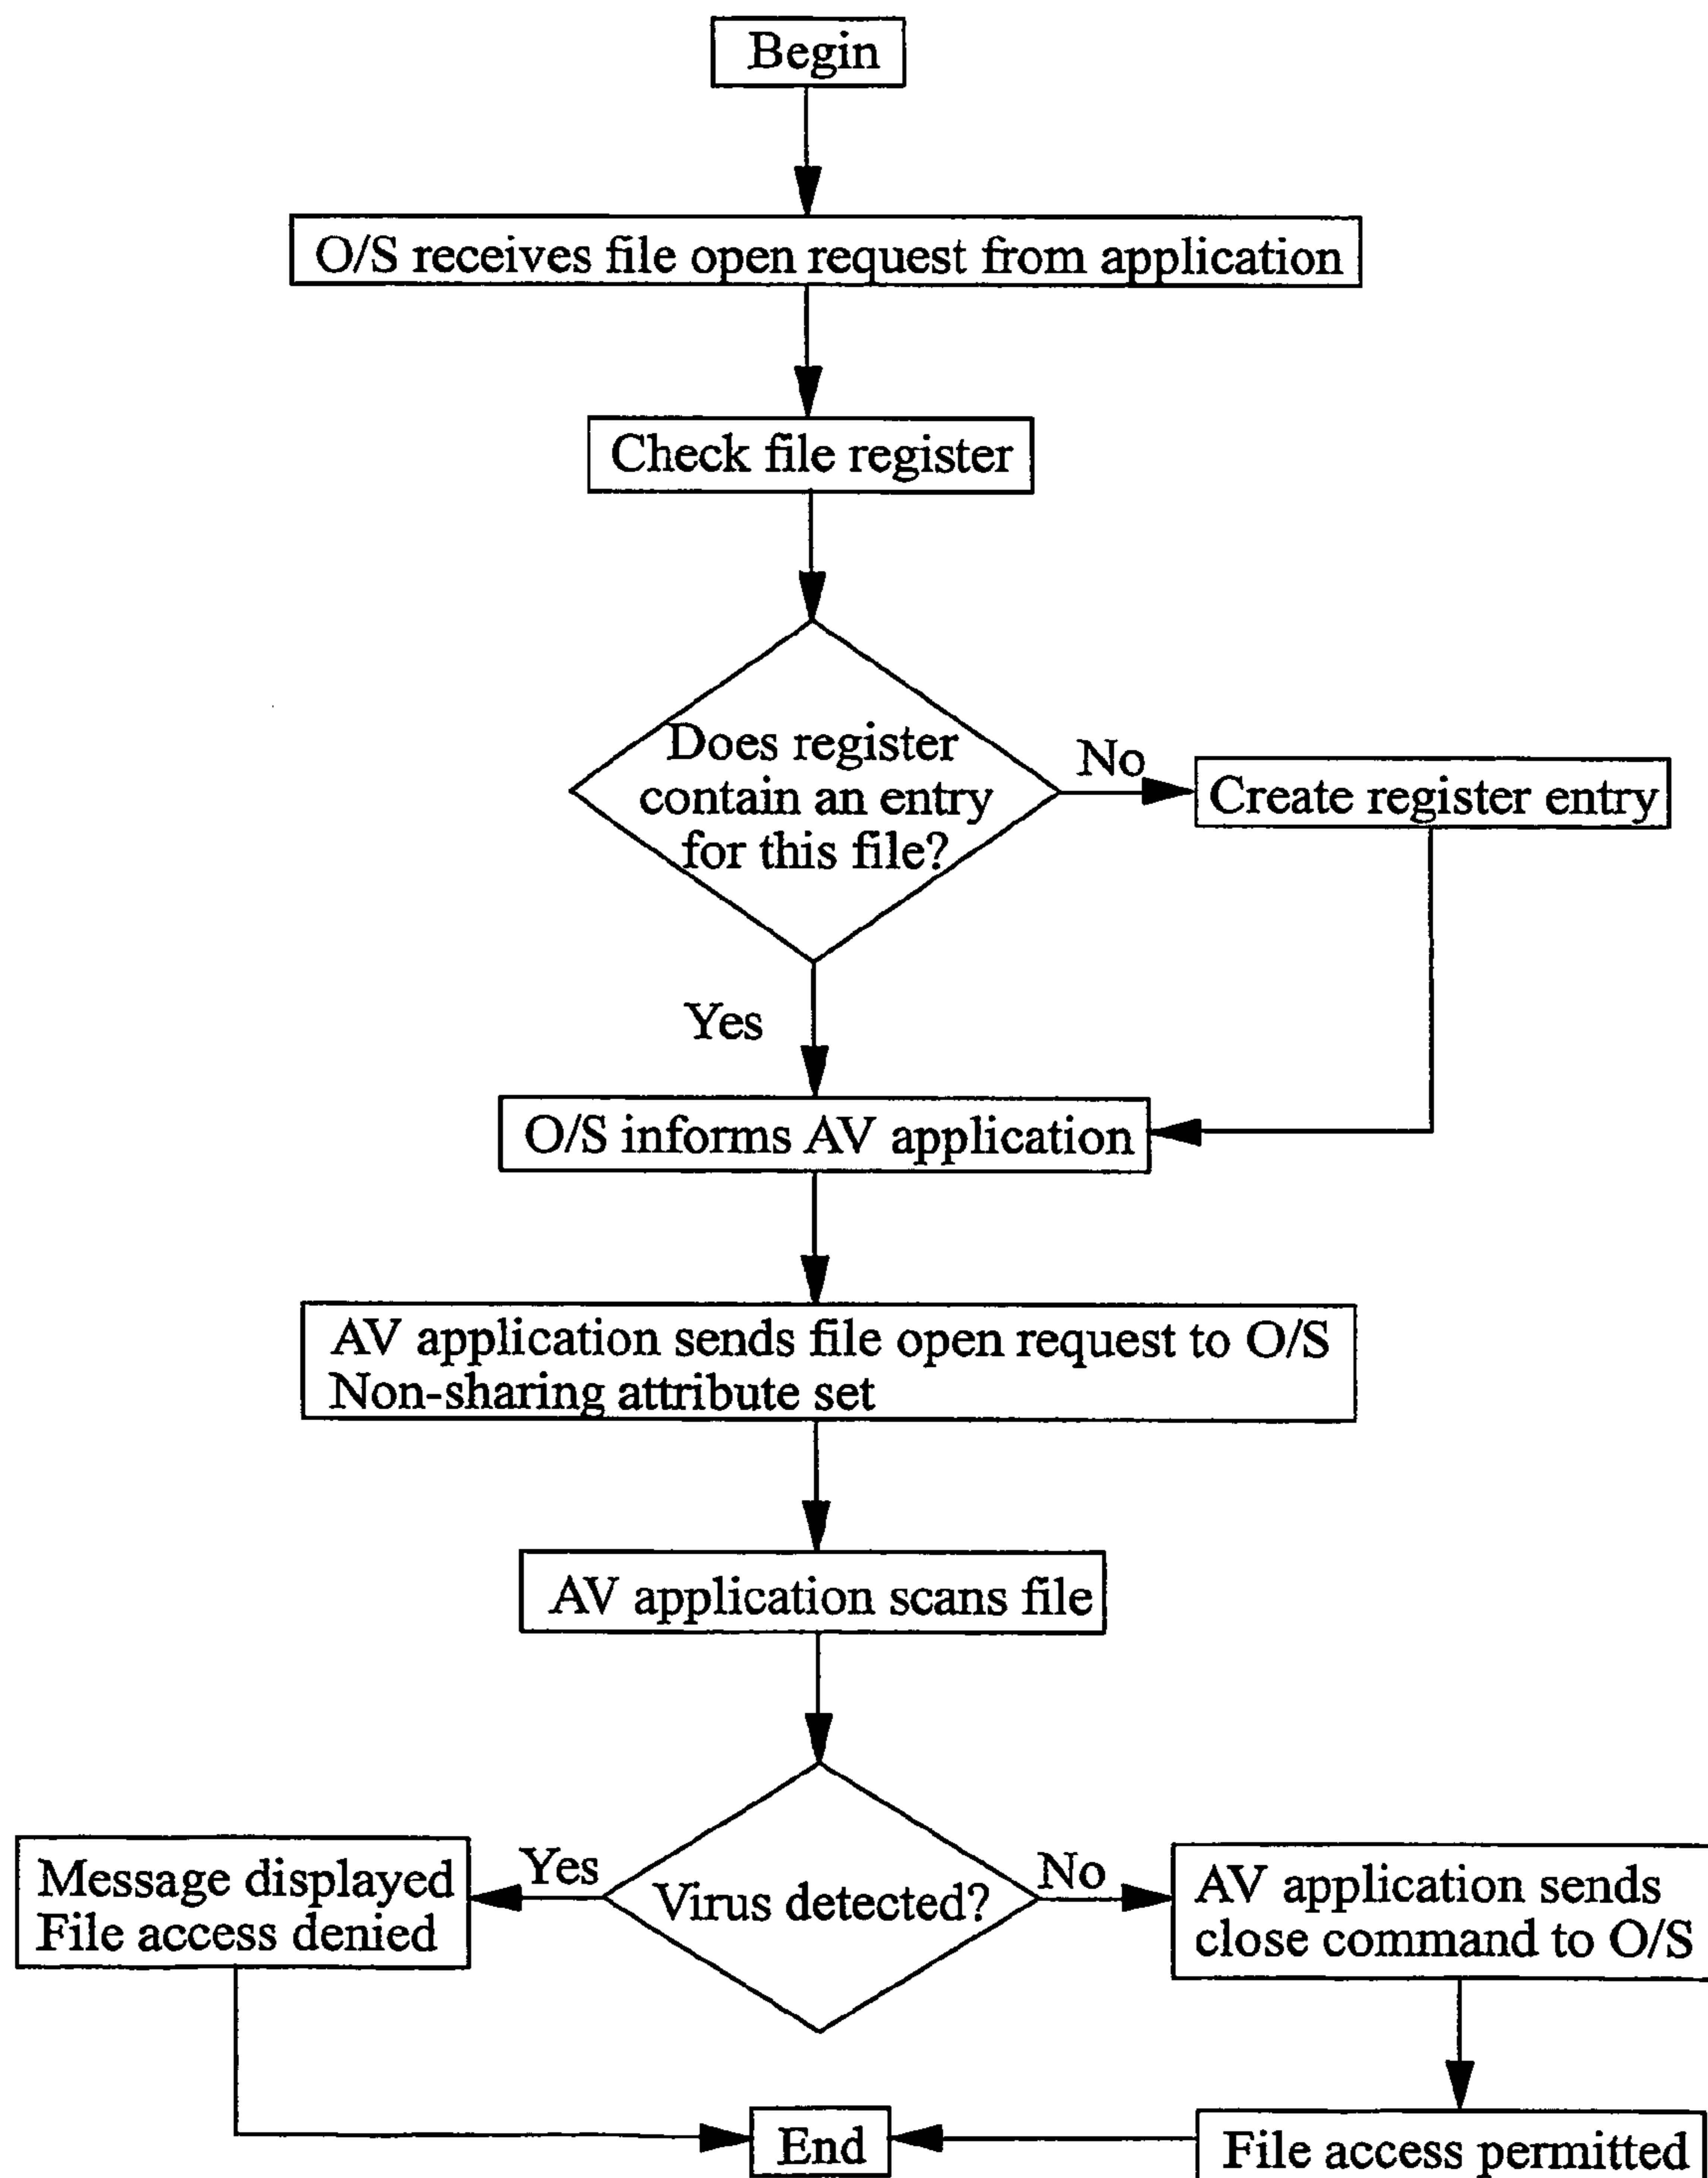 Begin
O/S receives file open request from application
Check file register
Does register
contain an entry
for this file?
No
Create register entry
Yes
O/S informs AV application
AV application sends file open request to O/S
Non-sharing attribute set
AV application scans file
Message displayed
File access denied
Yes
Virus detected?
No
AV application sends
close command to O/S
End
File access permitted